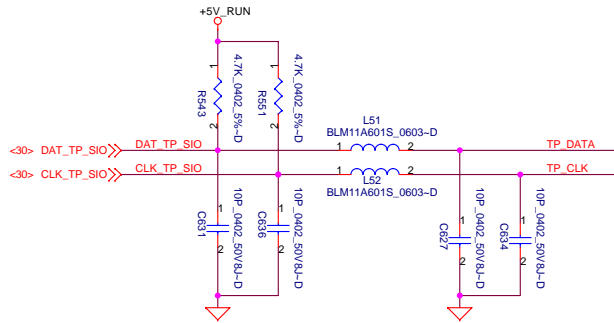 +5V_RUN
1
1
4.7K_0402_5%~D
4.7K_0402_5%~D
R543
R551
2
2
L51
BLM11A601S_0603~D
<30> DAT_TP_SIO
DAT_TP_SIO
1
2
TP_DATA
<30> CLK_TP_SIO
CLK_TP_SIO
1
2
TP_CLK
L52
BLM11A601S_0603~D
1
1
1
1
C631
10P_0402_50V8J~D
C636
10P_0402_50V8J~D
C627
10P_0402_50V8J~D
C634
10P_0402_50V8J~D
2
2
2
2